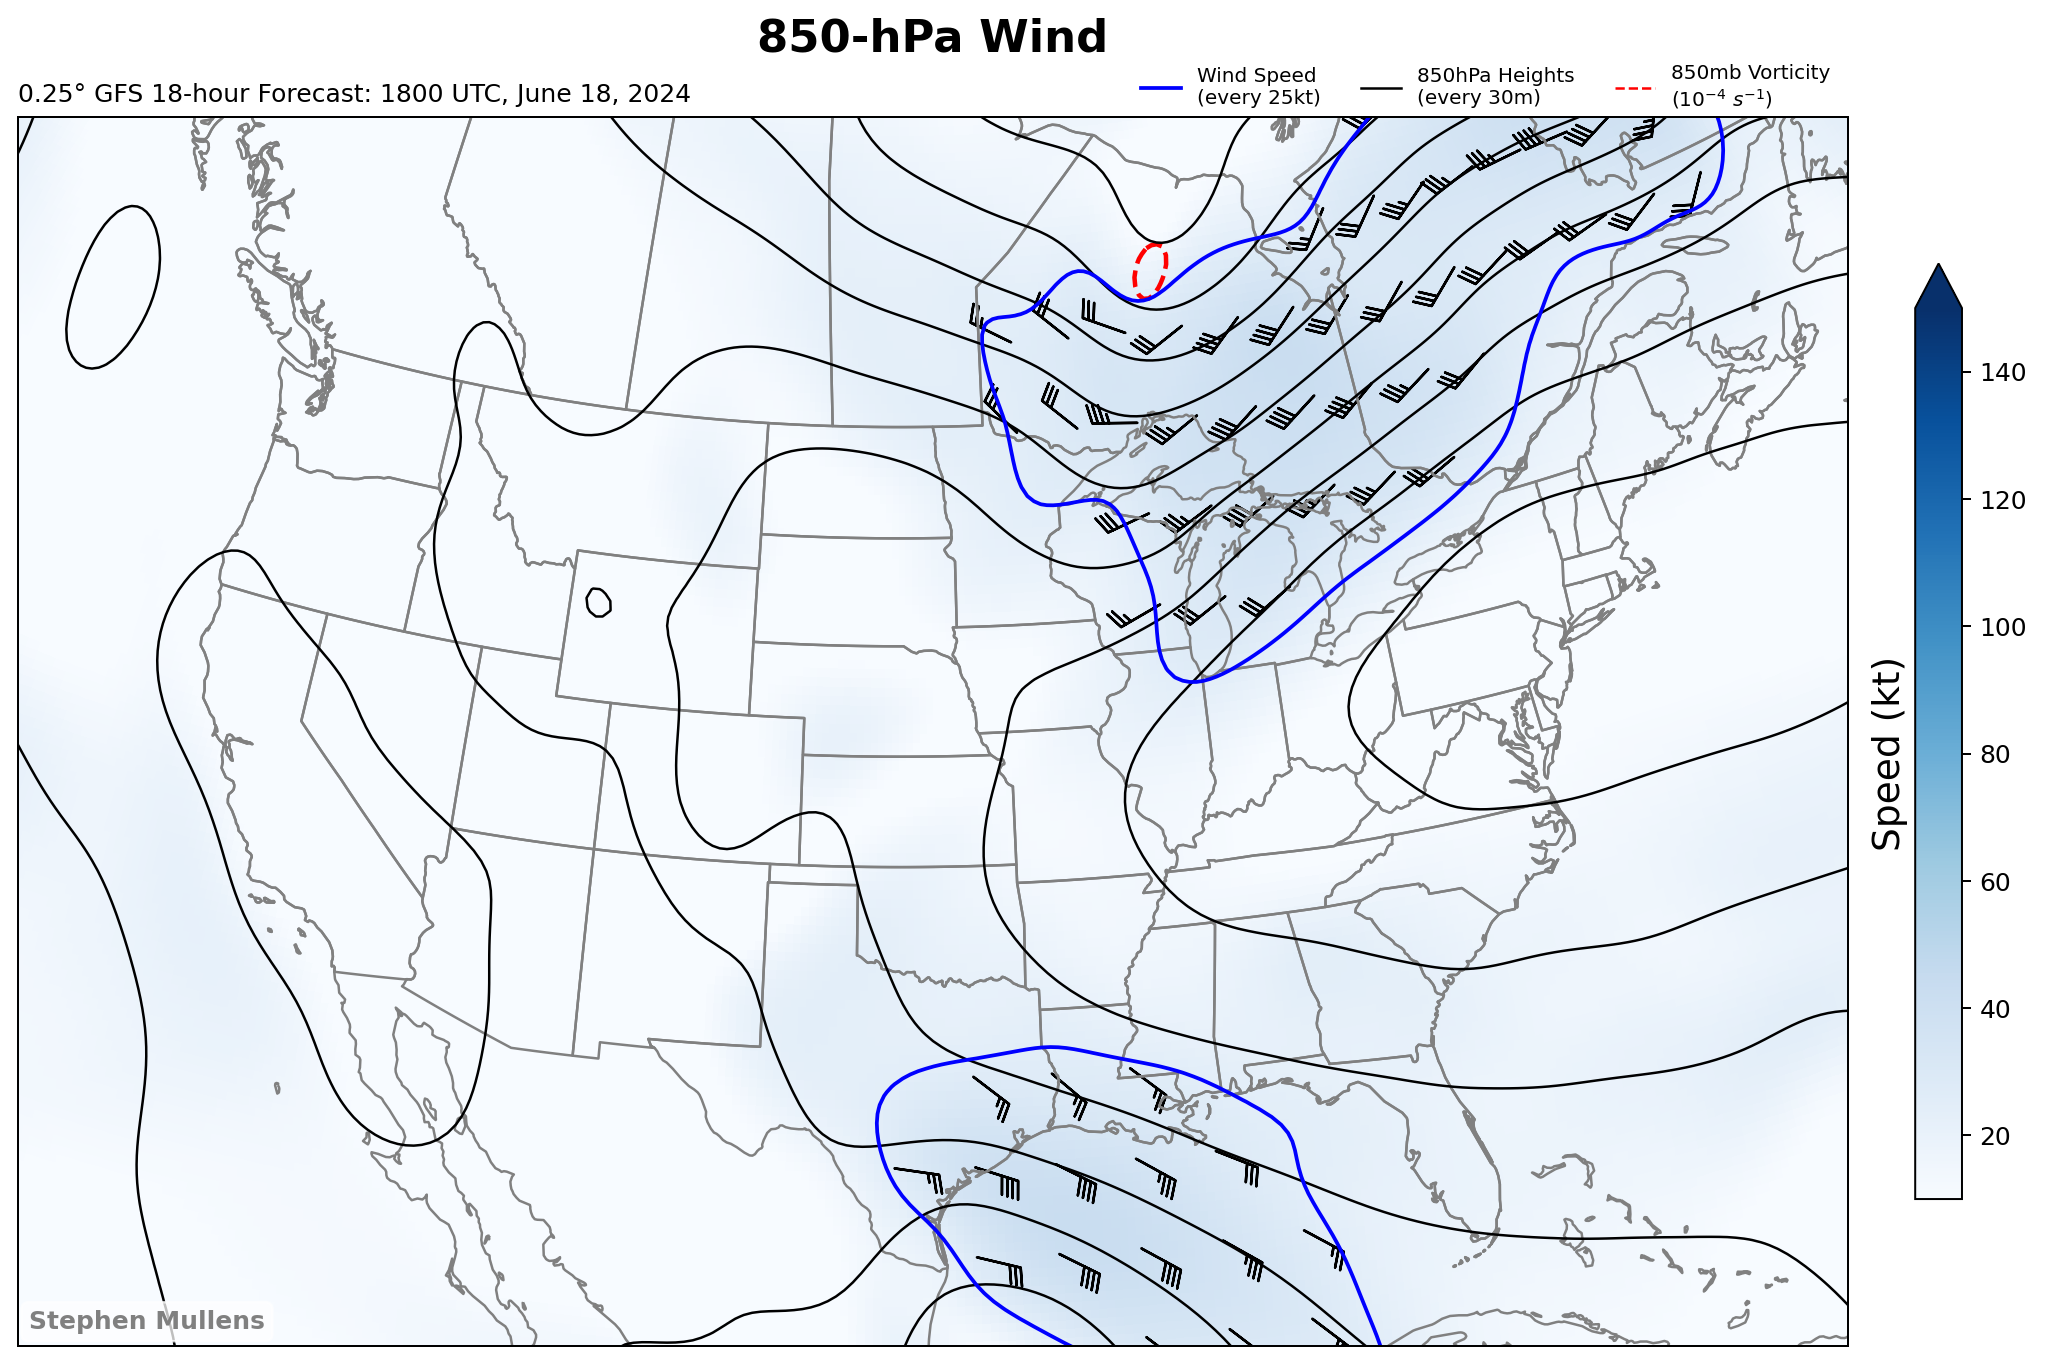 850-hPa Wind
0.25° GFS 18-hour Forecast: 1800 UTC, June 18, 2024
Wind Speed
(every 25kt)
850hPa Heights
(every 30m)
850mb Vorticity
(10⁻⁴ s⁻¹)
140
120
100
80
60
40
20
Speed (kt)
Stephen Mullens